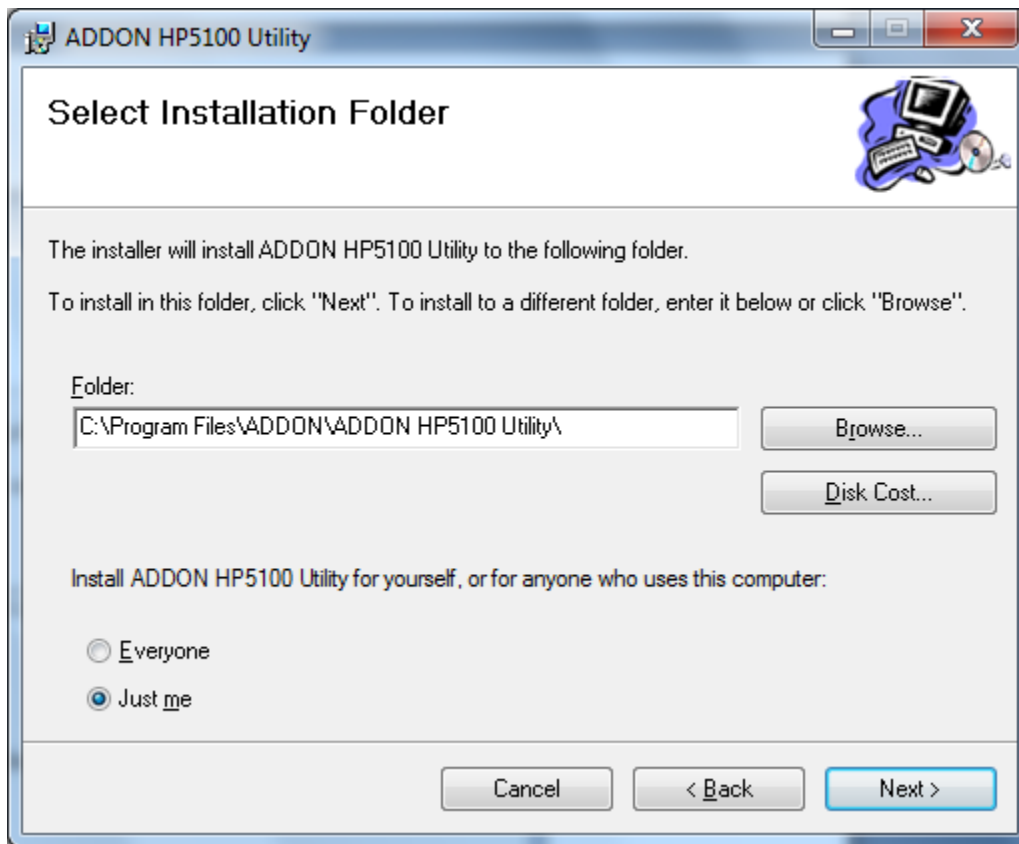 ADDON HP5100 Utility
Select Installation Folder
The installer will install ADDON HP5100 Utility to the following folder.
To install in this folder, click "Next". To install to a different folder, enter it below or click "Browse".
Folder:
C:\Program Files\ADDON\ADDON HP5100 Utility\
Browse...
Disk Cost...
Install ADDON HP5100 Utility for yourself, or for anyone who uses this computer:
Everyone
Just me
Cancel
< Back
Next >